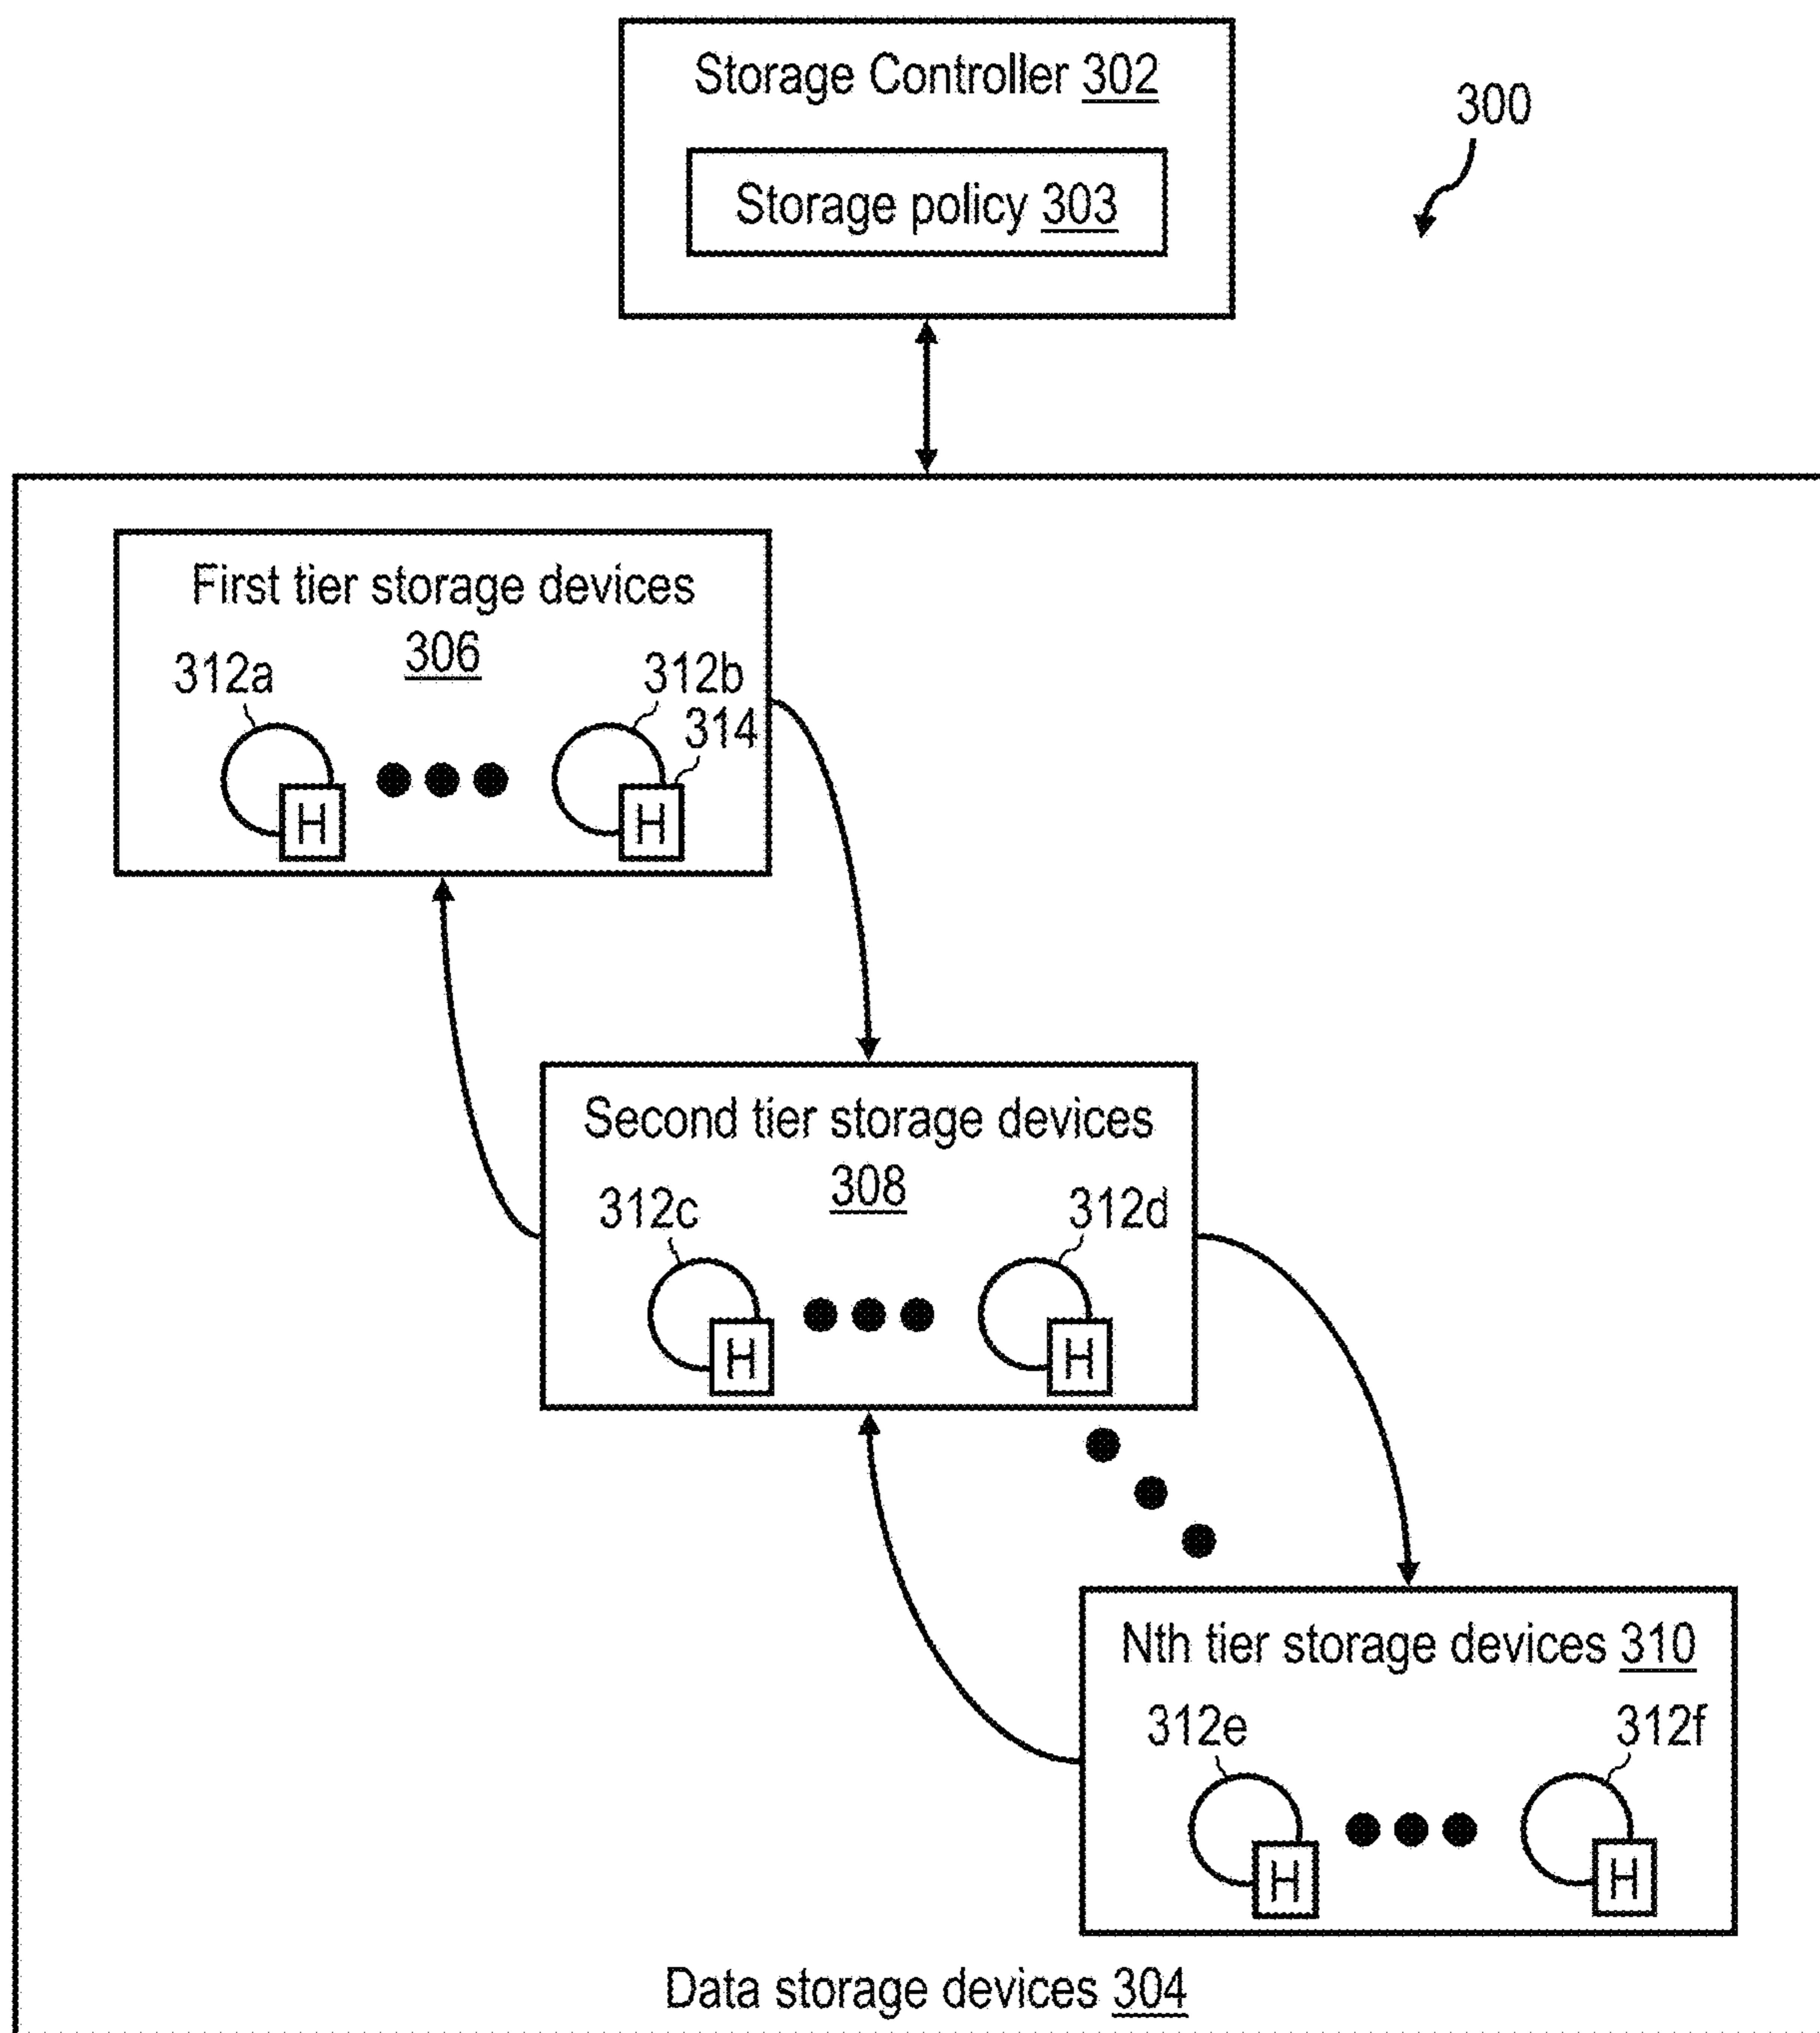 Storage Controller 302
300
Storage policy 303
First tier storage devices
306
312a
312b
314
H
H
Second tier storage devices
308
312c
312d
H
H
Nth tier storage devices 310
312e
312f
H
H
Data storage devices 304